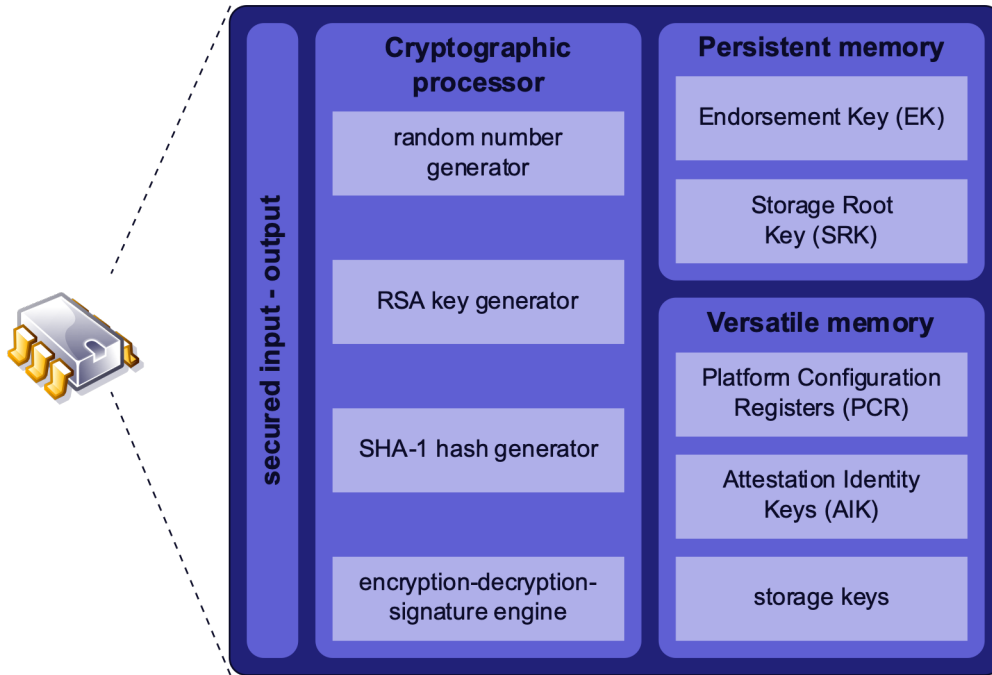 secured input - output
Cryptographic
processor
random number
generator
RSA key generator
SHA-1 hash generator
encryption-decryption-
signature engine
Persistent memory
Endorsement Key (EK)
Storage Root
Key (SRK)
Versatile memory
Platform Configuration
Registers (PCR)
Attestation Identity
Keys (AIK)
storage keys